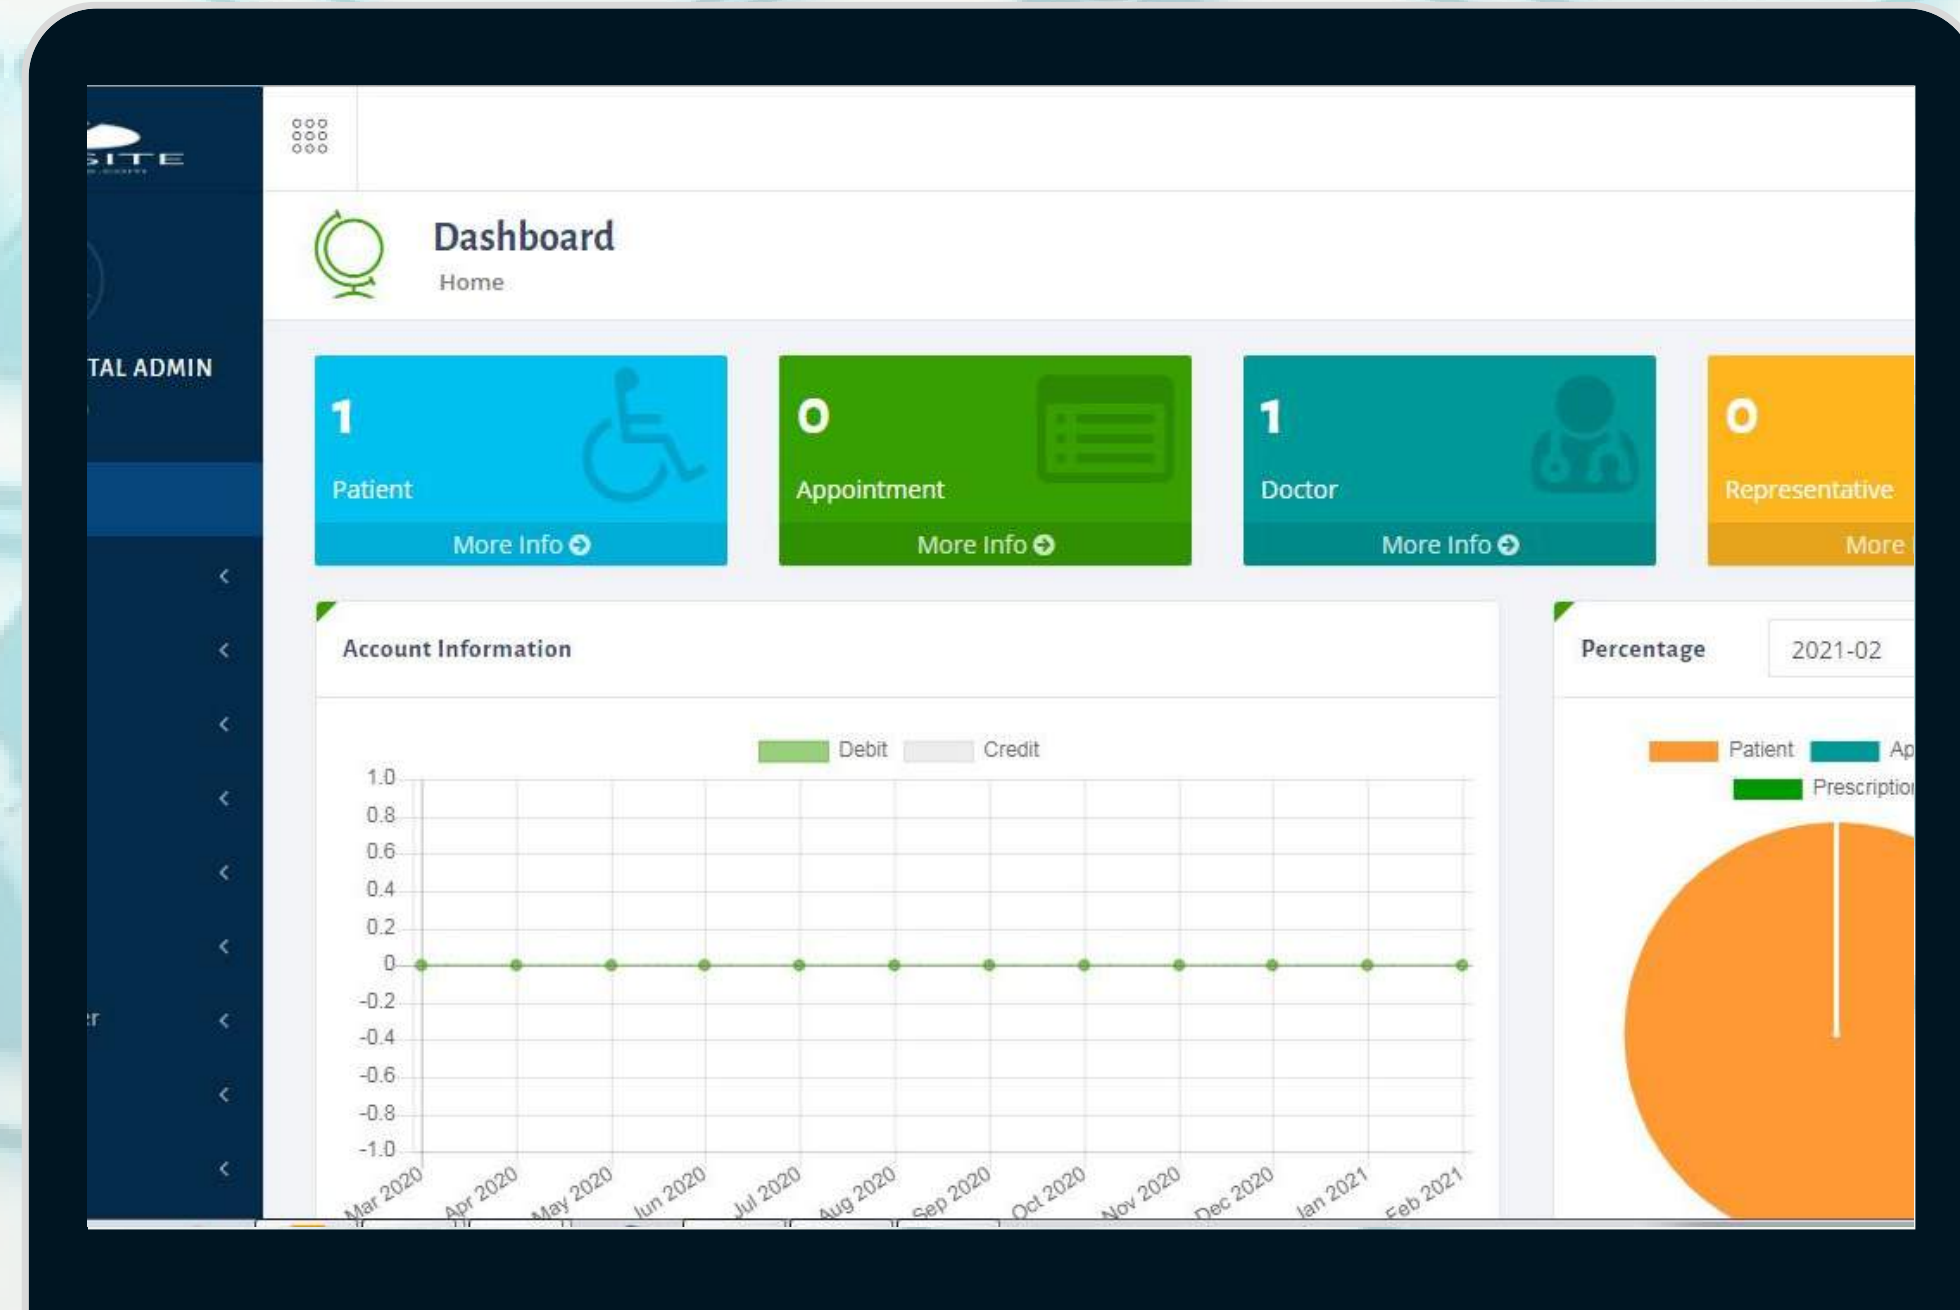 SITE
.com
Dashboard
Home
TAL ADMIN
1
Patient
More Info
0
Appointment
More Info
1
Doctor
More Info
0
Representative
More
Account Information
Debit Credit
1.0
0.8
0.6
0.4
0.2
0
-0.2
-0.4
-0.6
-0.8
-1.0
Mar 2020 Apr 2020 May 2020 Jun 2020 Jul 2020 Aug 2020 Sep 2020 Oct 2020 Nov 2020 Dec 2020 Jan 2021 Feb 2021
Percentage 2021-02
Patient Ap
Prescription
er